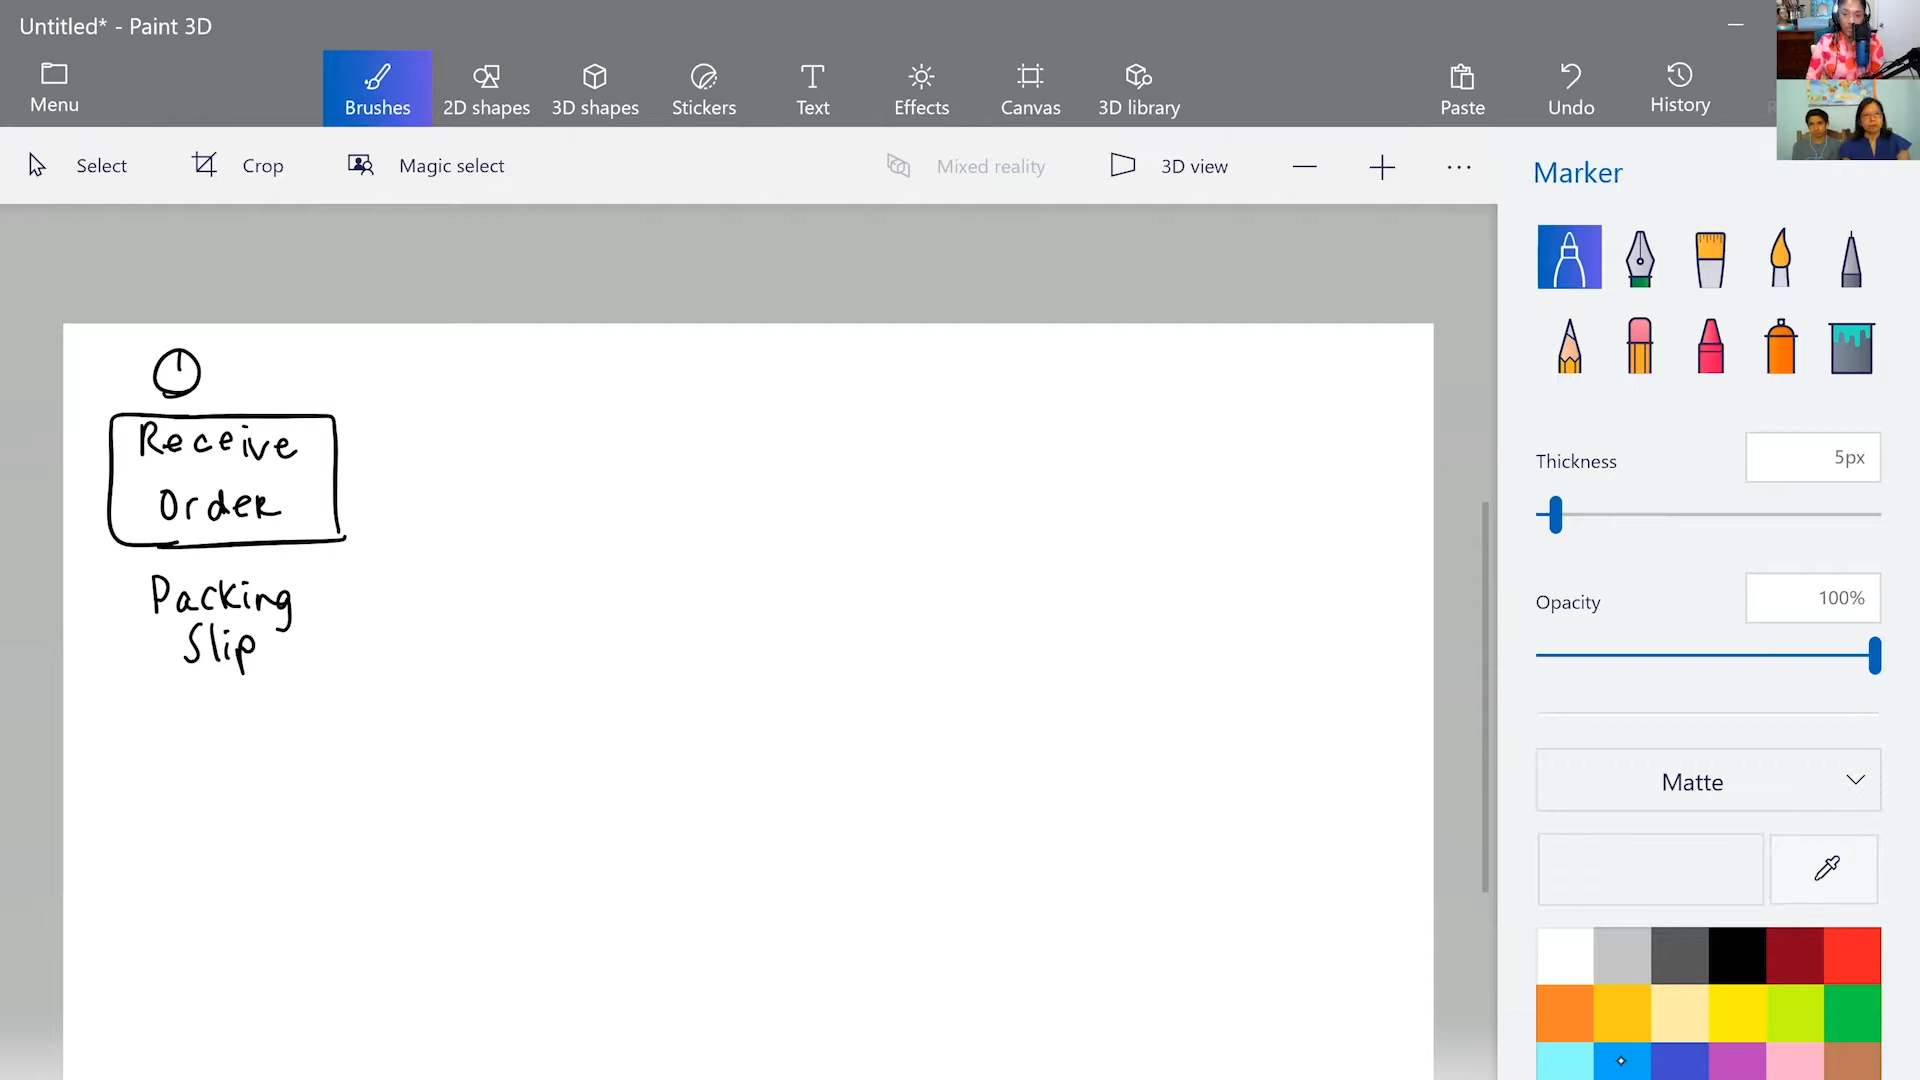 Untitled* - Paint 3D
Menu
Brushes
2D shapes
3D shapes
Stickers
Text
Effects
Canvas
3D library
Paste
Undo
History
Select
Crop
Magic select
Mixed reality
3D view
Marker
Thickness
5px
Opacity
100%
Matte
1
Receive
Order
Packing
Slip